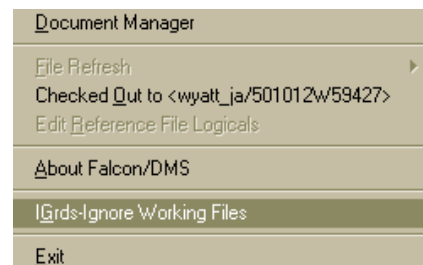 Document Manager
File Refresh
Checked Out to <wyatt_ja/501012W59427>
Edit Reference File Logicals
About Falcon/DMS
IGrds-Ignore Working Files
Exit